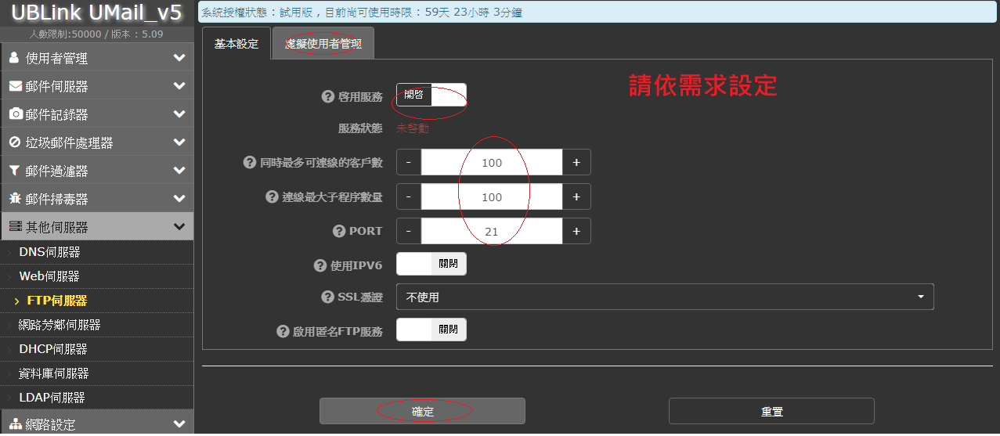 UBLink UMail_v5
人數限制:50000 / 版本 : 5.09
使用者管理
郵件伺服器
郵件記錄器
垃圾郵件處理器
郵件過濾器
郵件掃毒器
其他伺服器
DNS伺服器
Web伺服器
FTP伺服器
網路芳鄰伺服器
DHCP伺服器
資料庫伺服器
LDAP伺服器
網路設定
系統授權狀態：試用版 , 目前尚可使用時限：59天 23小時 3分鐘
基本設定 虛擬使用者管理
請依需求設定
啓用服務 開啓
服務狀態 未啓動
同時最多可連線的客戶數 - 100 +
連線最大子程序數量 - 100 +
PORT - 21 +
使用IPV6 關閉
SSL憑證 不使用
啟用匿名FTP服務 關閉
確定 重置